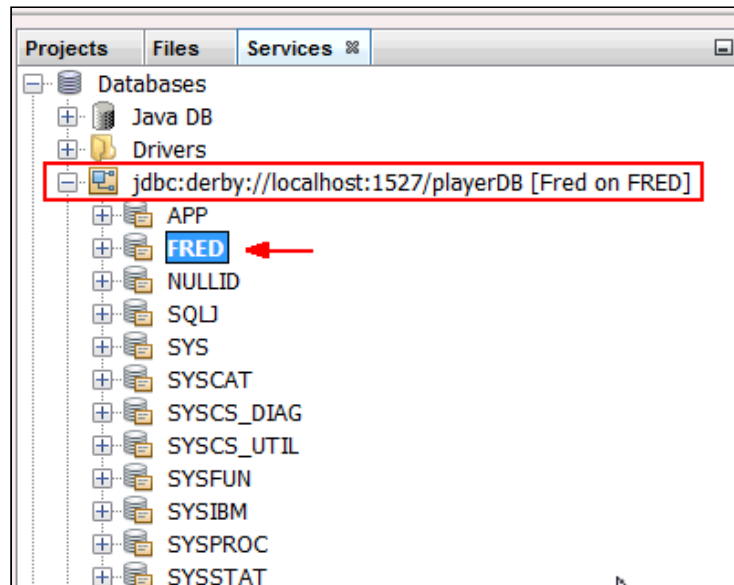 Projects Files Services
Databases
Java DB
Drivers
jdbc:derby://localhost:1527/playerDB [Fred on FRED]
APP
FRED
NULLID
SQLJ
SYS
SYSCAT
SYSCS_DIAG
SYSCS_UTIL
SYSFUN
SYSIBM
SYSPROC
SYSSTAT